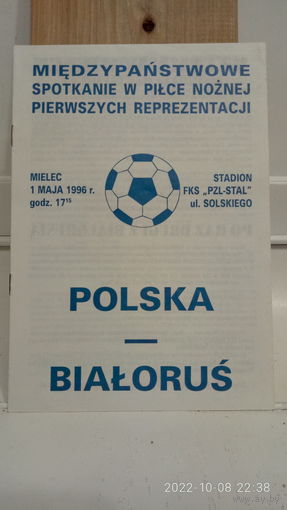 MIĘDZYPAŃSTWOWE
SPOTKANIE W PIŁCE NOŻNEJ
PIERWSZYCH REPREZENTACJI
MIELEC
1 MAJA 1996 r.
godz. 17¹⁵
STADION
FKS „PZL-STAL”
ul. SOLSKIEGO
POLSKA
—
BIAŁORUŚ
2022-10-08 22:38